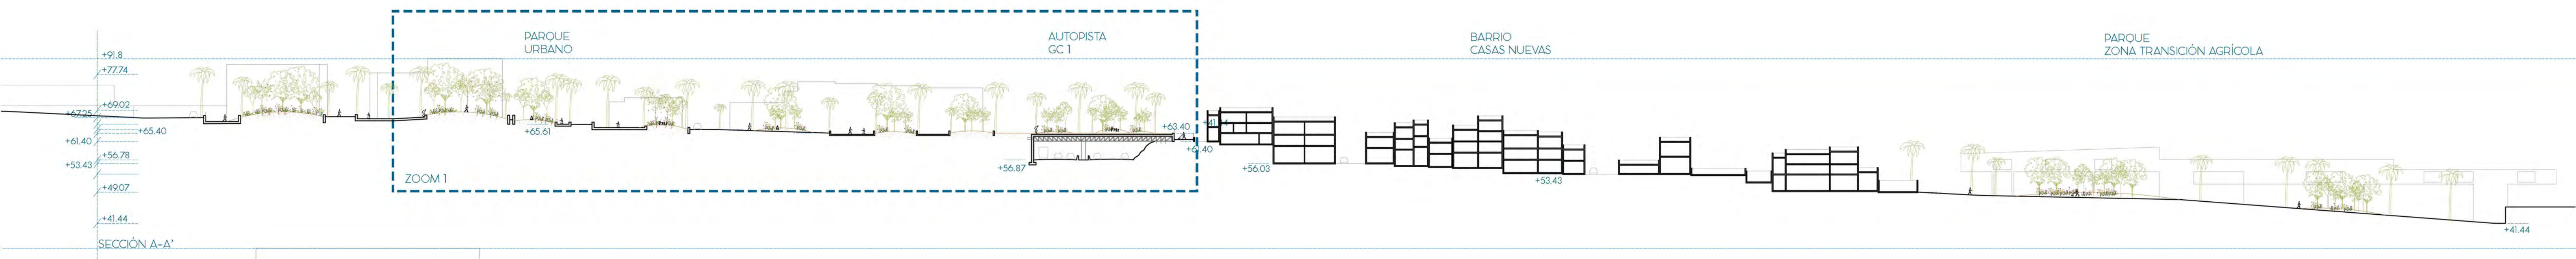 PARQUE
URBANO
AUTOPISTA
GC 1
BARRIO
CASAS NUEVAS
PARQUE
ZONA TRANSICIÓN AGRÍCOLA
+91.8
+77.74
+69.02
+67.25
+65.40
+61.40
+56.78
+53.43
+49.07
+41.44
+65.61
+63.40
+56.87
+56.03
+53.43
+41.44
ZOOM 1
SECCIÓN A-A'